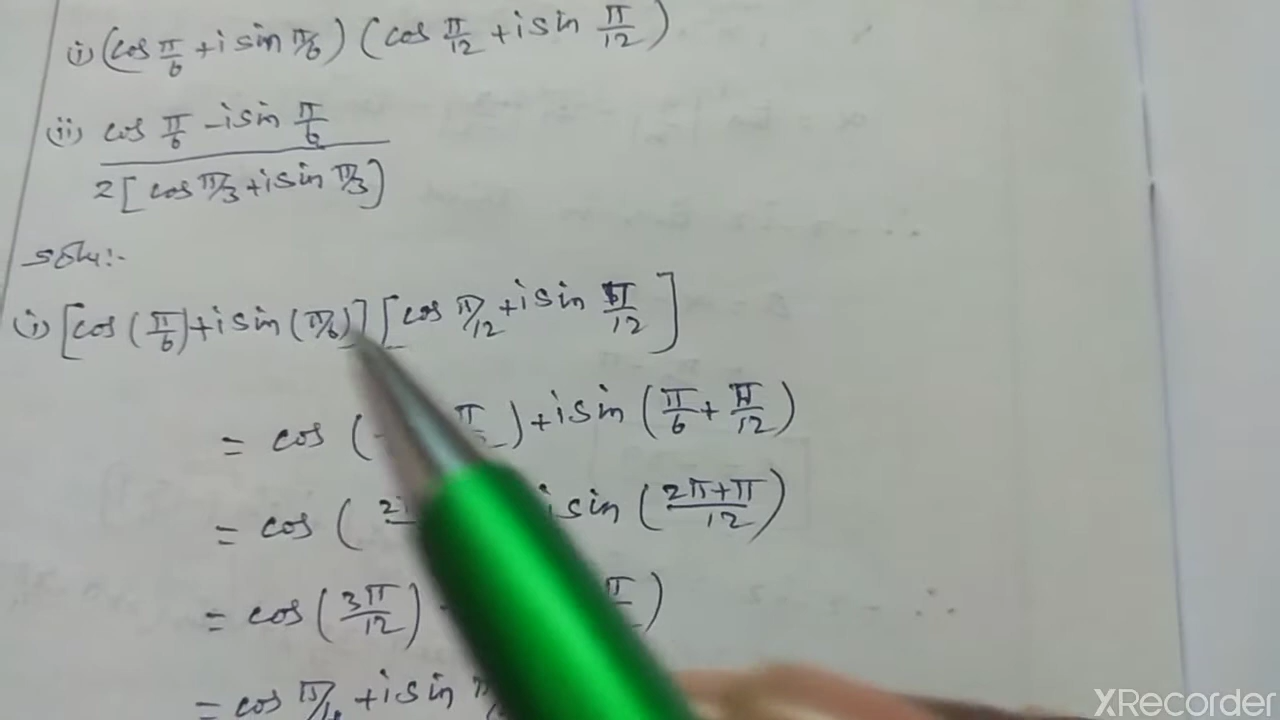 i) (cos π/6 + i sin π/6) (cos π/12 + i sin π/12)
(ii) cos π/6 - i sin π/6
2[cos π/3 + i sin π/3]
Soln:-
(i) [cos (π/6) + i sin (π/6)] [cos π/12 + i sin π/12]
= cos ( π ) + i sin (π/6 + π/12)
= cos ( 2 i sin (2π+π/12)
= cos (3π/12) π )
= cos π/4 + i sin π
XRecorder